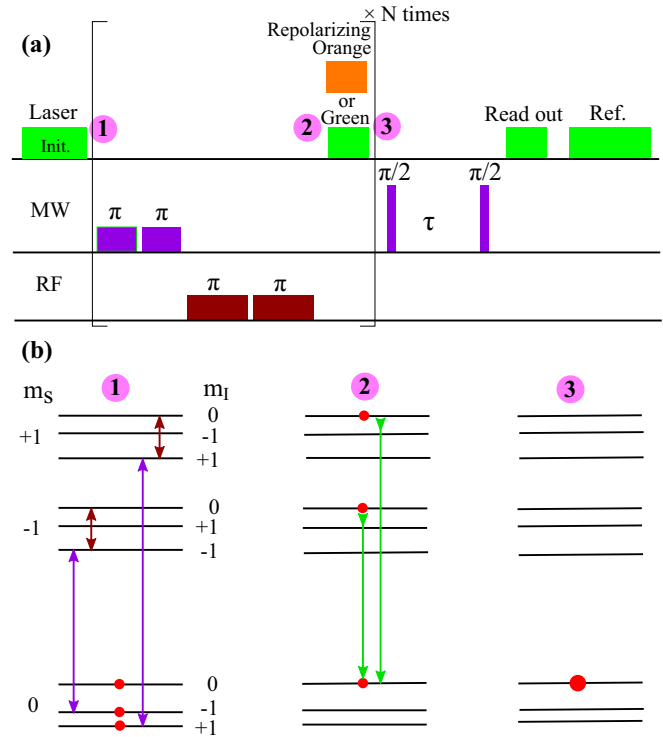 × N times
(a)
Repolarizing
Orange
or
Green
Laser
Init.
1
2
3
Read out
Ref.
MW
π
π
π/2
τ
π/2
RF
π
π
(b)
1
2
3
mS
mI
+1
0
-1
+1
-1
0
+1
-1
0
0
-1
+1